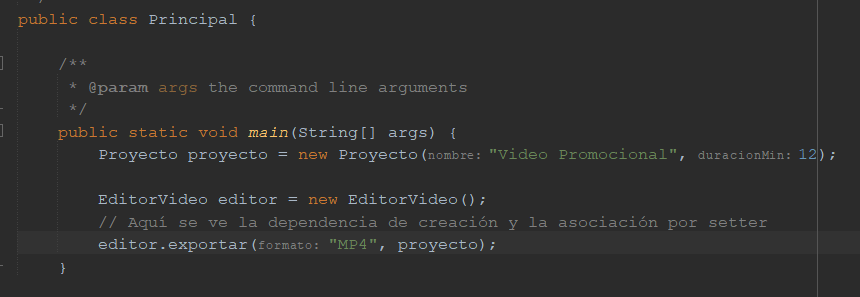 public class Principal {
/**
* @param args the command line arguments
*/
public static void main(String[] args) {
Proyecto proyecto = new Proyecto(nombre: "Video Promocional", duracionMin: 12);
EditorVideo editor = new EditorVideo();
// Aquí se ve la dependencia de creación y la asociación por setter
editor.exportar(formato: "MP4", proyecto);
}